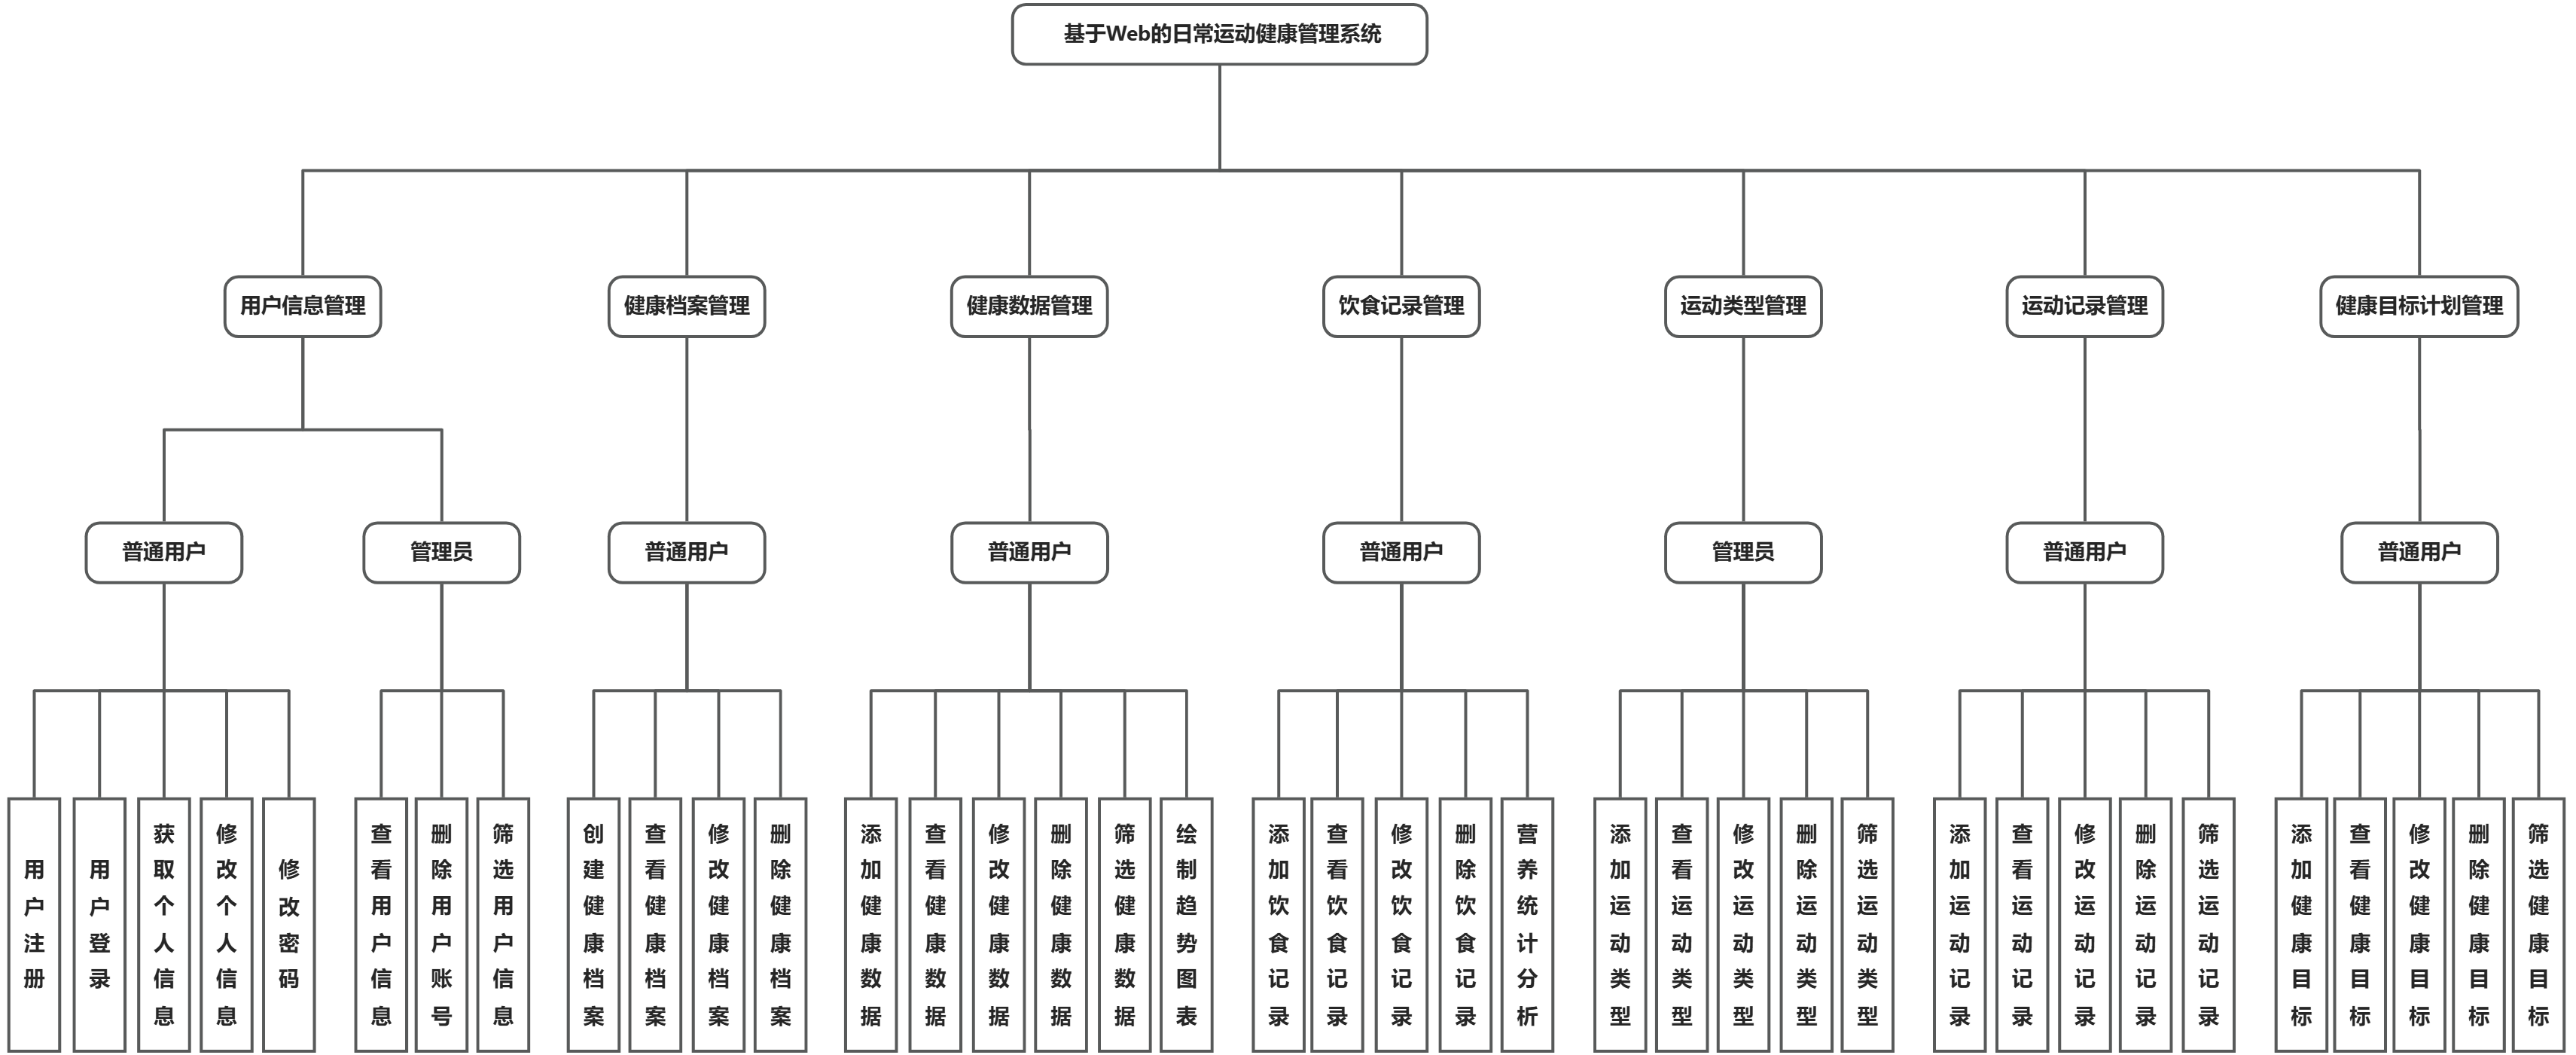 基于Web的日常运动健康管理系统
用户信息管理
健康档案管理
健康数据管理
饮食记录管理
运动类型管理
运动记录管理
健康目标计划管理
普通用户
管理员
普通用户
普通用户
普通用户
管理员
普通用户
普通用户
用户注册
用户登录
获取个人信息
修改个人信息
修改密码
查看用户信息
删除用户账号
筛选用户信息
创建健康档案
查看健康档案
修改健康档案
删除健康档案
添加健康数据
查看健康数据
修改健康数据
删除健康数据
筛选健康数据
绘制趋势图表
添加饮食记录
查看饮食记录
修改饮食记录
删除饮食记录
营养统计分析
添加运动类型
查看运动类型
修改运动类型
删除运动类型
筛选运动类型
添加运动记录
查看运动记录
修改运动记录
删除运动记录
筛选运动记录
添加健康目标
查看健康目标
修改健康目标
删除健康目标
筛选健康目标